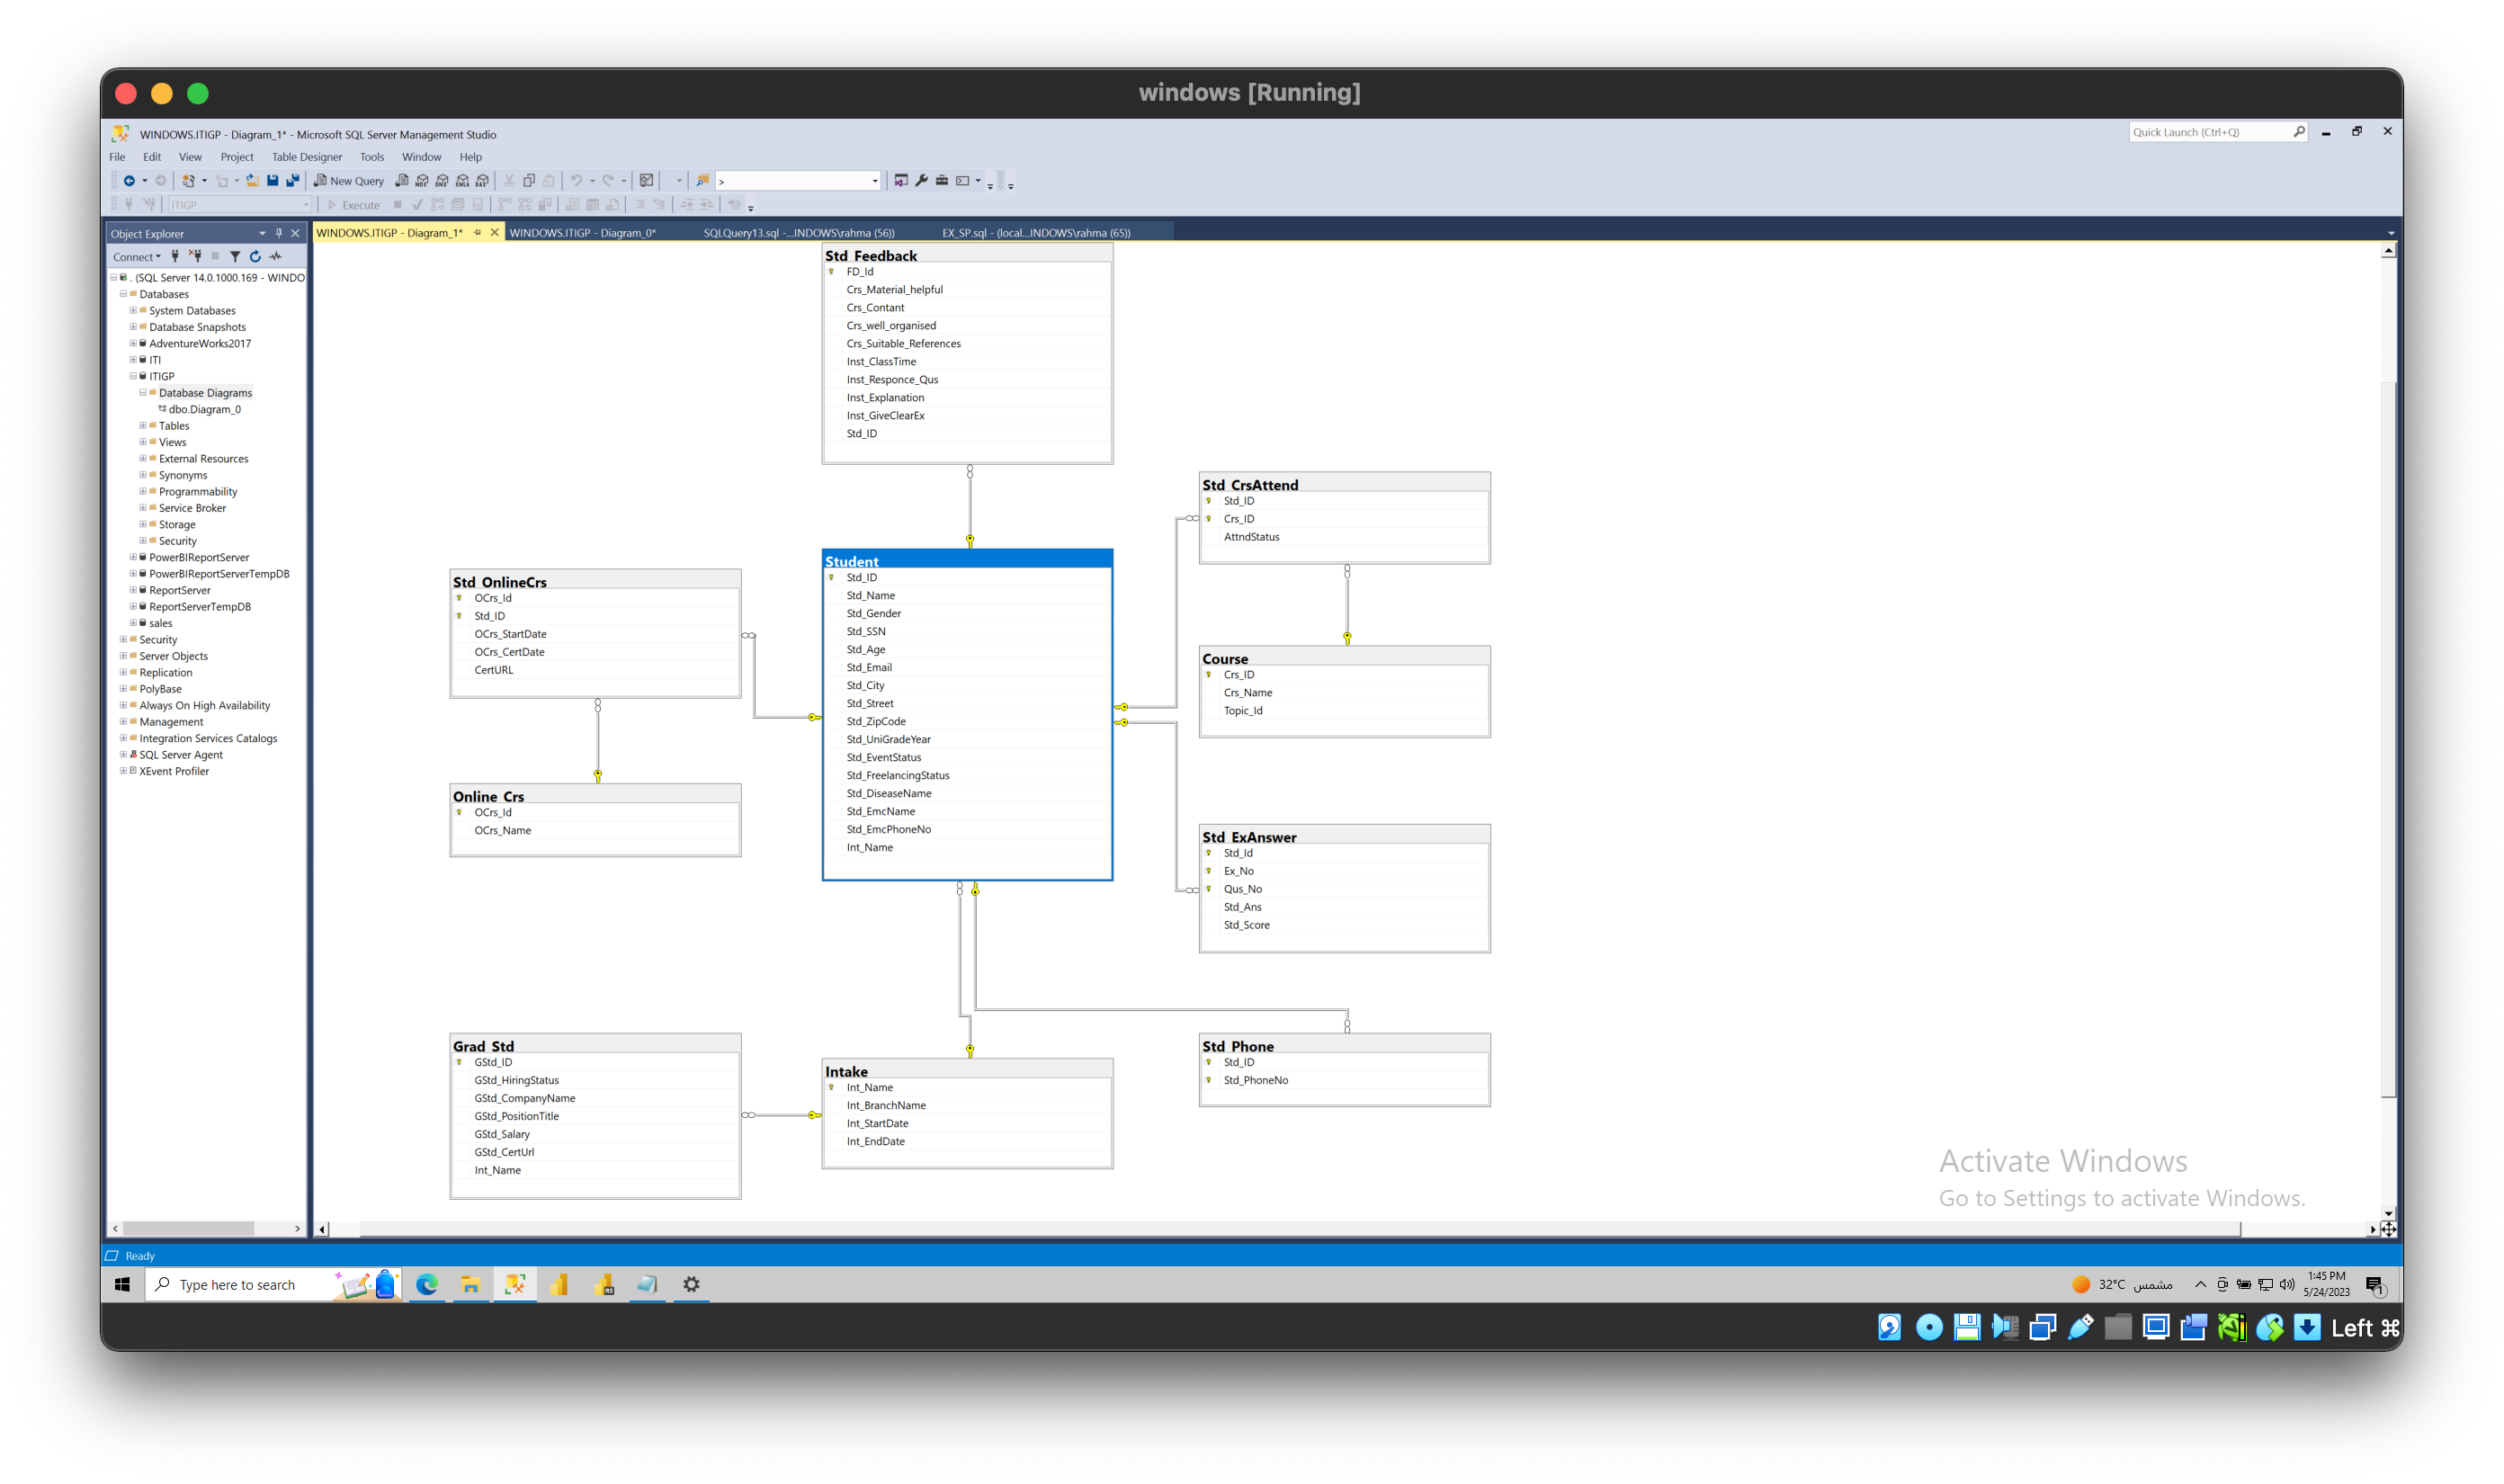 windows [Running]
WINDOWS.ITIGP - Diagram_1* - Microsoft SQL Server Management Studio
Quick Launch (Ctrl+Q)
File Edit View Project Table Designer Tools Window Help
New Query
>
ITIGP
Execute
Object Explorer
WINDOWS.ITIGP - Diagram_1*
WINDOWS.ITIGP - Diagram_0*
SQLQuery13.sql -...INDOWS\rahma (56))
EX_SP.sql - (local...INDOWS\rahma (65))
Connect
. (SQL Server 14.0.1000.169 - WINDO
Databases
System Databases
Database Snapshots
AdventureWorks2017
ITI
ITIGP
Database Diagrams
dbo.Diagram_0
Tables
Views
External Resources
Synonyms
Programmability
Service Broker
Storage
Security
PowerBIReportServer
PowerBIReportServerTempDB
ReportServer
ReportServerTempDB
sales
Security
Server Objects
Replication
PolyBase
Always On High Availability
Management
Integration Services Catalogs
SQL Server Agent
XEvent Profiler
Std_Feedback
FD_Id
Crs_Material_helpful
Crs_Contant
Crs_well_organised
Crs_Suitable_References
Inst_ClassTime
Inst_Responce_Qus
Inst_Explanation
Inst_GiveClearEx
Std_ID
Std_CrsAttend
Std_ID
Crs_ID
AttndStatus
Std_OnlineCrs
OCrs_Id
Std_ID
OCrs_StartDate
OCrs_CertDate
CertURL
Student
Std_ID
Std_Name
Std_Gender
Std_SSN
Std_Age
Std_Email
Std_City
Std_Street
Std_ZipCode
Std_UniGradeYear
Std_EventStatus
Std_FreelancingStatus
Std_DiseaseName
Std_EmcName
Std_EmcPhoneNo
Int_Name
Course
Crs_ID
Crs_Name
Topic_Id
Online_Crs
OCrs_Id
OCrs_Name
Std_ExAnswer
Std_Id
Ex_No
Qus_No
Std_Ans
Std_Score
Grad_Std
GStd_ID
GStd_HiringStatus
GStd_CompanyName
GStd_PositionTitle
GStd_Salary
GStd_CertUrl
Int_Name
Intake
Int_Name
Int_BranchName
Int_StartDate
Int_EndDate
Std_Phone
Std_ID
Std_PhoneNo
Activate Windows
Go to Settings to activate Windows.
Ready
Type here to search
32°C مشمس
1:45 PM
5/24/2023
1
Left ⌘